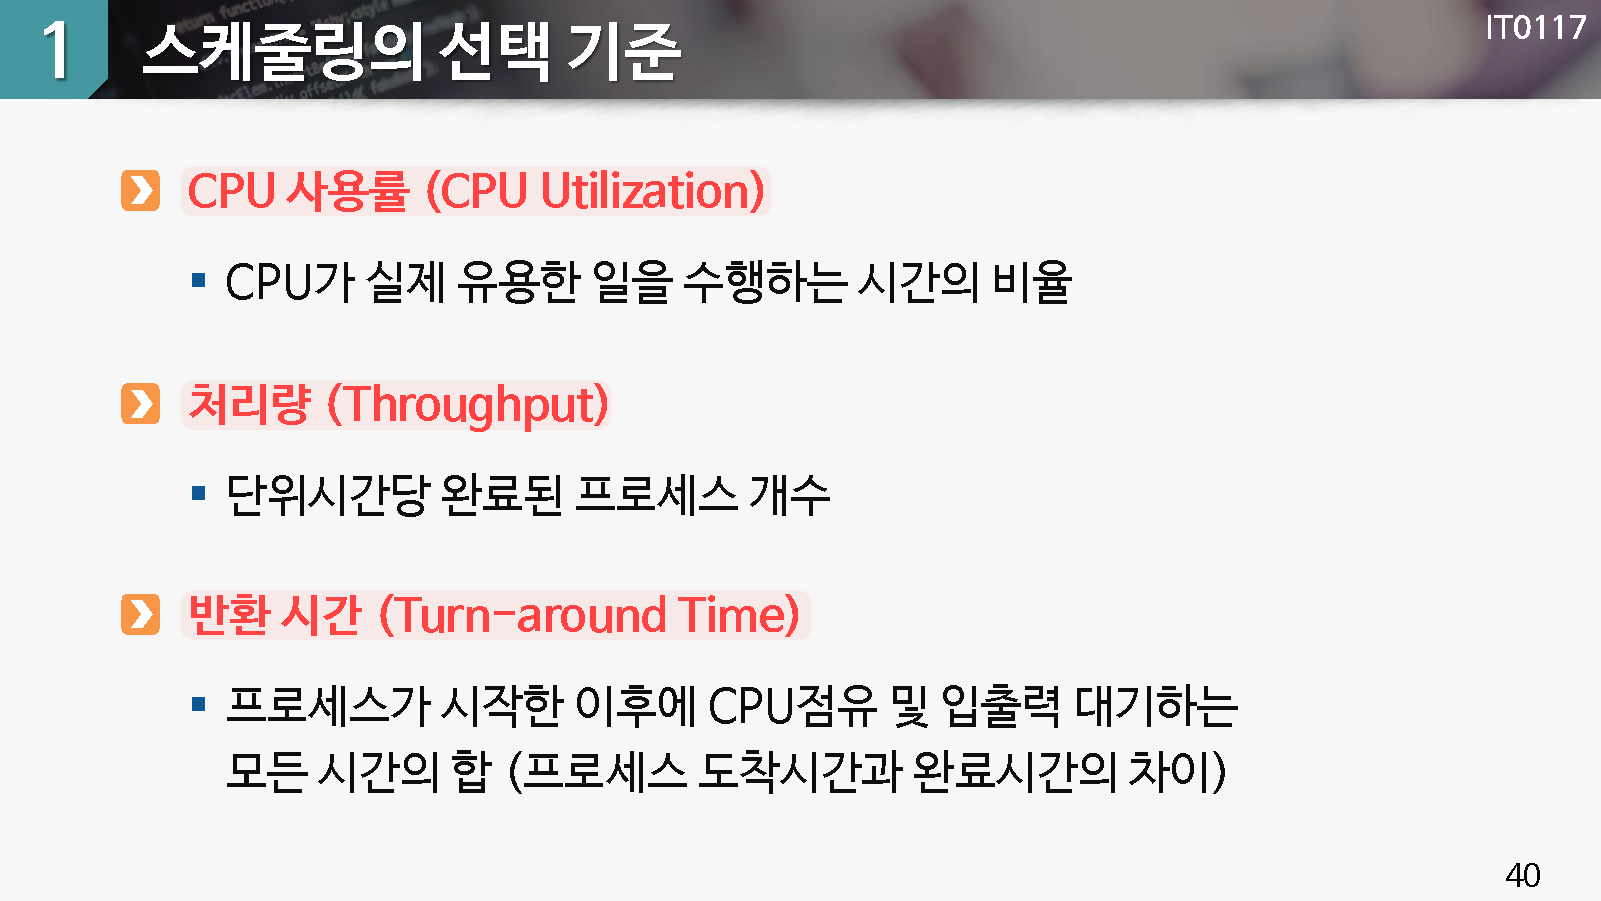 1 스케줄링의 선택 기준
IT0117
CPU 사용률 (CPU Utilization)
▪ CPU가 실제 유용한 일을 수행하는 시간의 비율
처리량 (Throughput)
▪ 단위시간당 완료된 프로세스 개수
반환 시간 (Turn-around Time)
▪ 프로세스가 시작한 이후에 CPU점유 및 입출력 대기하는
모든 시간의 합 (프로세스 도착시간과 완료시간의 차이)
40